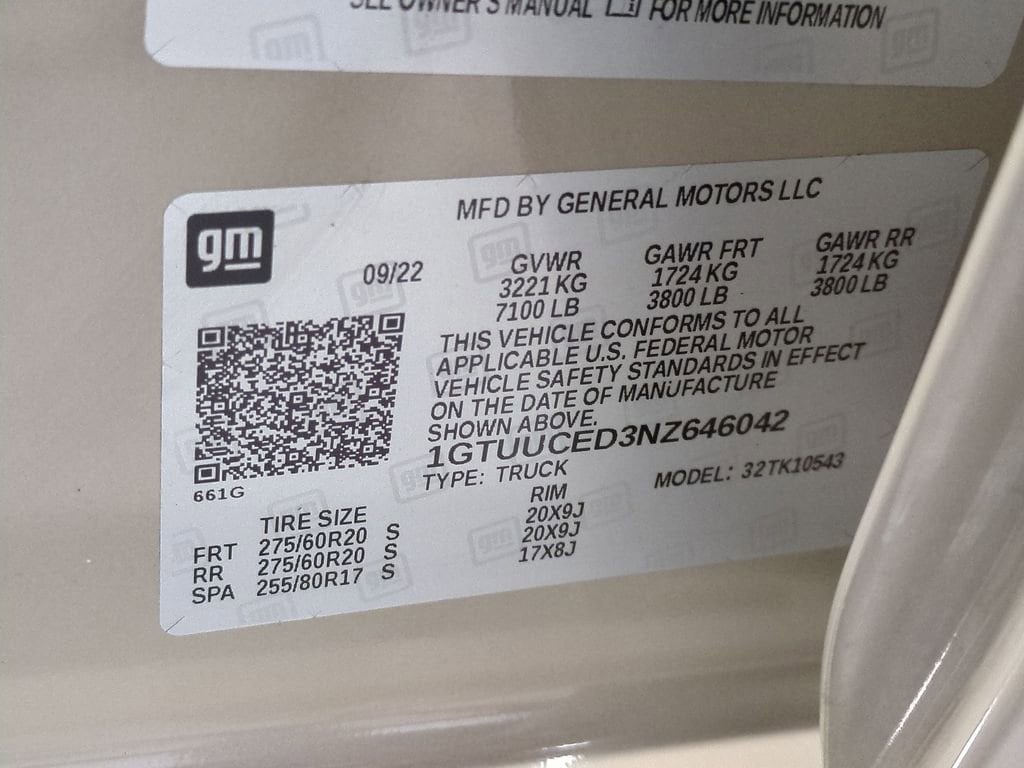 SEE OWNER'S MANUAL FOR MORE INFORMATION
gm
MFD BY GENERAL MOTORS LLC
09/22
GVWR GAWR FRT GAWR RR
3221 KG 1724 KG 1724 KG
7100 LB 3800 LB 3800 LB
THIS VEHICLE CONFORMS TO ALL
APPLICABLE U.S. FEDERAL MOTOR
VEHICLE SAFETY STANDARDS IN EFFECT
ON THE DATE OF MANUFACTURE
SHOWN ABOVE.
1GTUUCED3NZ646042
TYPE: TRUCK MODEL: 32TK10543
661G
TIRE SIZE RIM
FRT 275/60R20 S 20X9J
RR 275/60R20 S 20X9J
SPA 255/80R17 S 17X8J